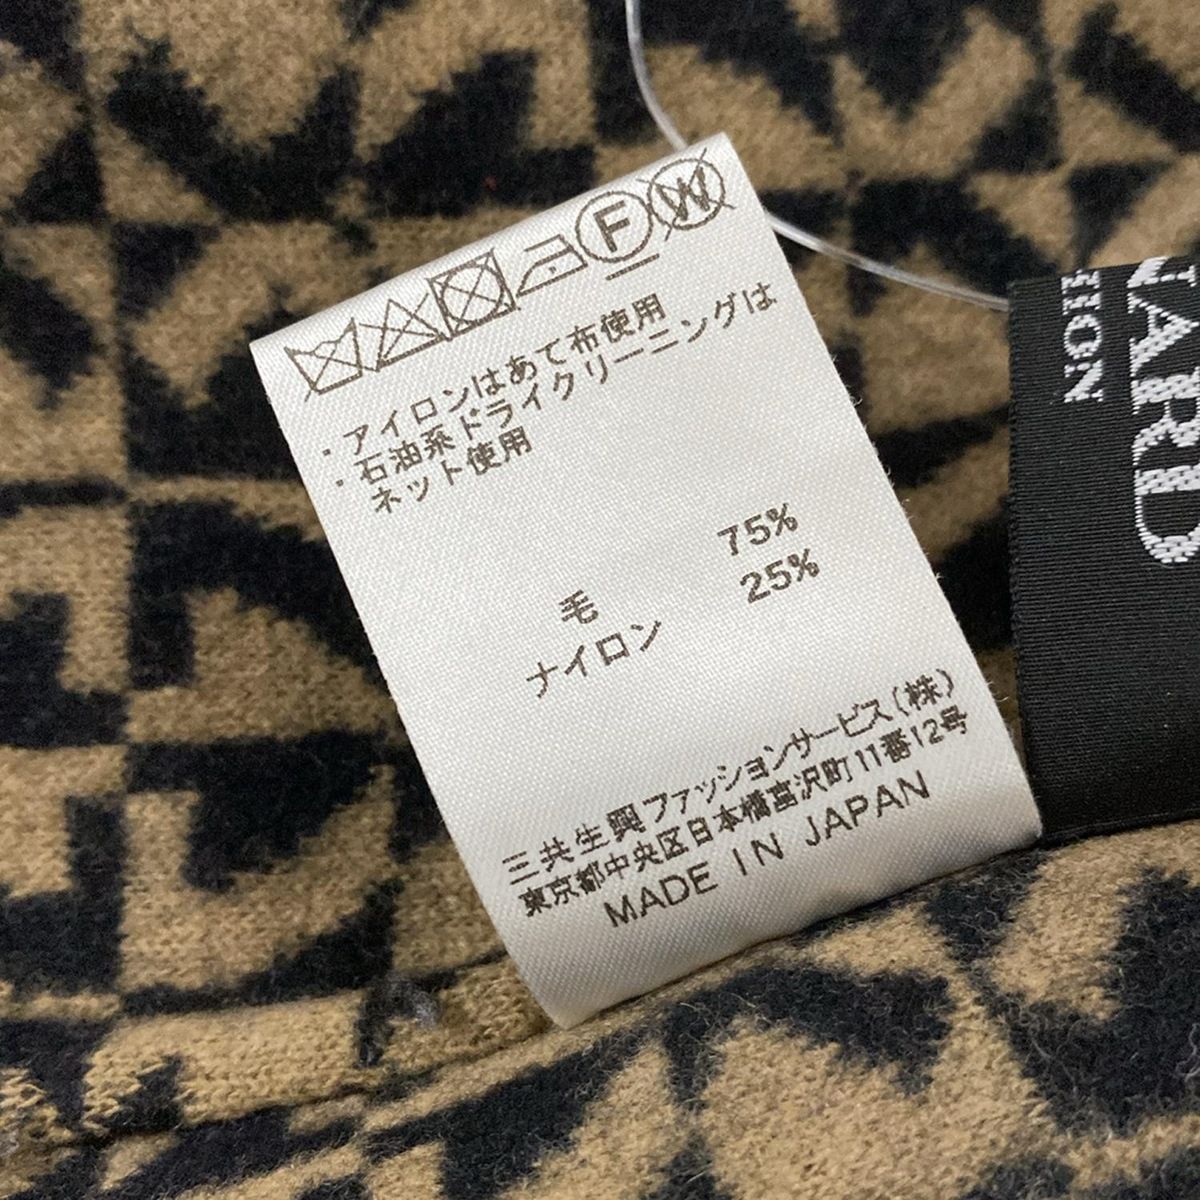 F W
・アイロンはあて布使用
・石油系ドライクリーニングは
ネット使用
毛 75%
ナイロン 25%
三共生興ファッションサービス(株)
東京都中央区日本橋富沢町11番12号
MADE IN JAPAN